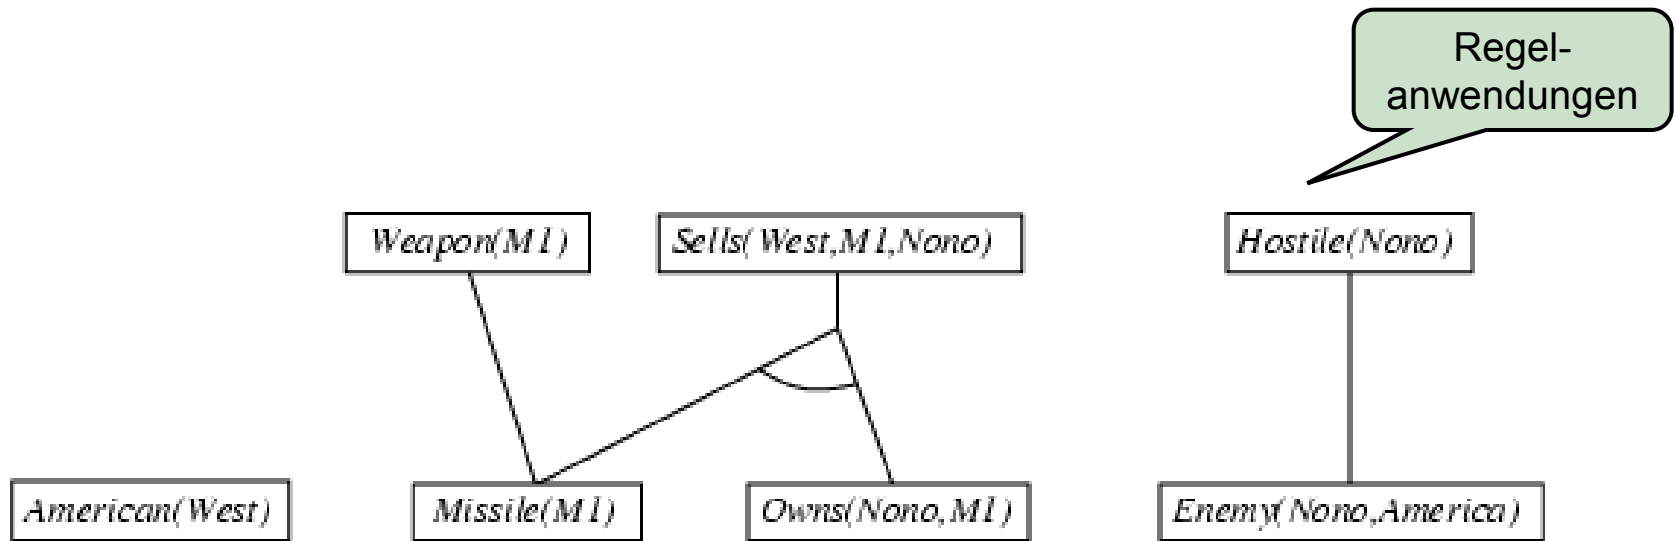 Regel-
anwendungen
Weapon(M1)
Sells(West,M1,Nono)
Hostile(Nono)
American(West)
Missile(M1)
Owns(Nono,M1)
Enemy(Nono,America)